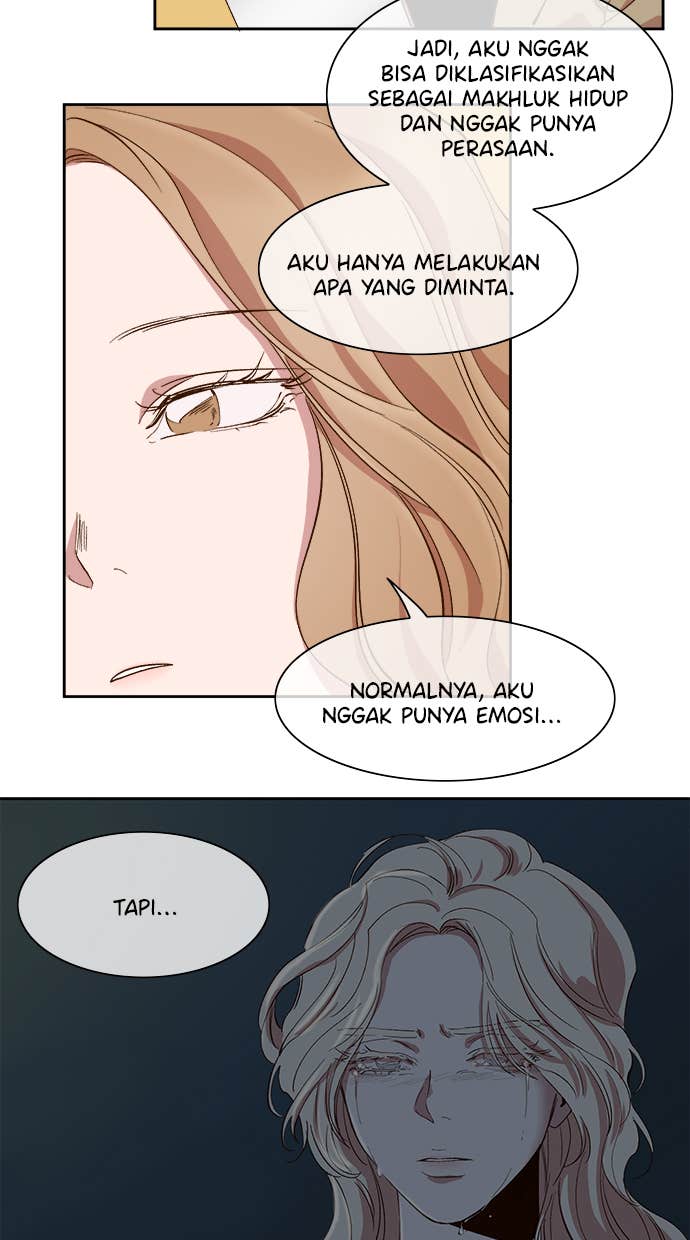 JADI, AKU NGGAK
BISA DIKLASIFIKASIKAN
SEBAGAI MAKHLUK HIDUP
DAN NGGAK PUNYA
PERASAAN.
AKU HANYA MELAKUKAN
APA YANG DIMINTA.
NORMALNYA, AKU
NGGAK PUNYA EMOSI...
TAPI...